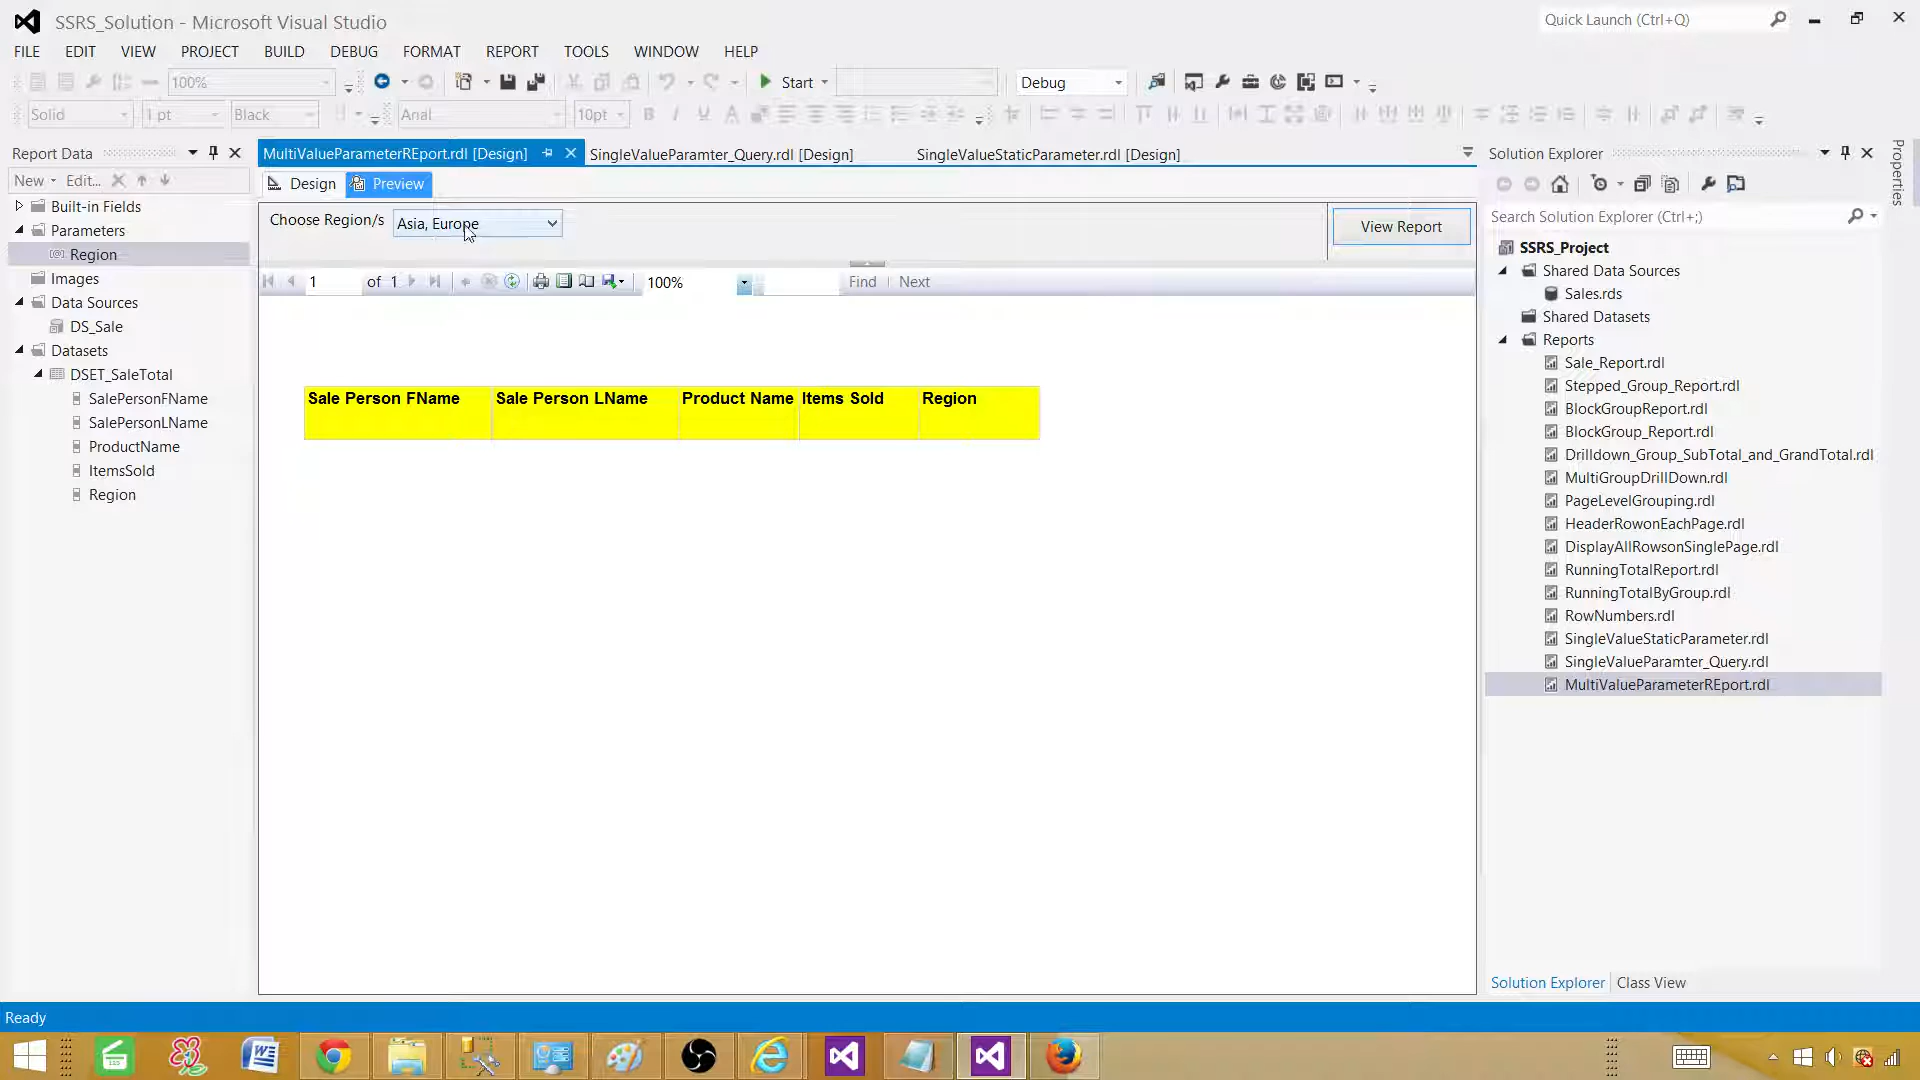 SSRS_Solution - Microsoft Visual Studio
Quick Launch (Ctrl+Q)
FILE EDIT VIEW PROJECT BUILD DEBUG FORMAT REPORT TOOLS WINDOW HELP
100% Start Debug
Solid 1 pt Black Arial 10pt B I U A
Report Data
New Edit...
Built-in Fields
Parameters
Region
Images
Data Sources
DS_Sale
Datasets
DSET_SaleTotal
SalePersonFName
SalePersonLName
ProductName
ItemsSold
Region
MultiValueParameterREport.rdl [Design] SingleValueParamter_Query.rdl [Design] SingleValueStaticParameter.rdl [Design]
Design Preview
Choose Region/s Asia, Europe View Report
1 of 1 100% Find Next
Sale Person FName Sale Person LName Product Name Items Sold Region
Solution Explorer
Search Solution Explorer (Ctrl+;)
SSRS_Project
Shared Data Sources
Sales.rds
Shared Datasets
Reports
Sale_Report.rdl
Stepped_Group_Report.rdl
BlockGroupReport.rdl
BlockGroup_Report.rdl
Drilldown_Group_SubTotal_and_GrandTotal.rdl
MultiGroupDrillDown.rdl
PageLevelGrouping.rdl
HeaderRowonEachPage.rdl
DisplayAllRowsonSinglePage.rdl
RunningTotalReport.rdl
RunningTotalByGroup.rdl
RowNumbers.rdl
SingleValueStaticParameter.rdl
SingleValueParamter_Query.rdl
MultiValueParameterREport.rdl
Solution Explorer Class View
Properties
Ready